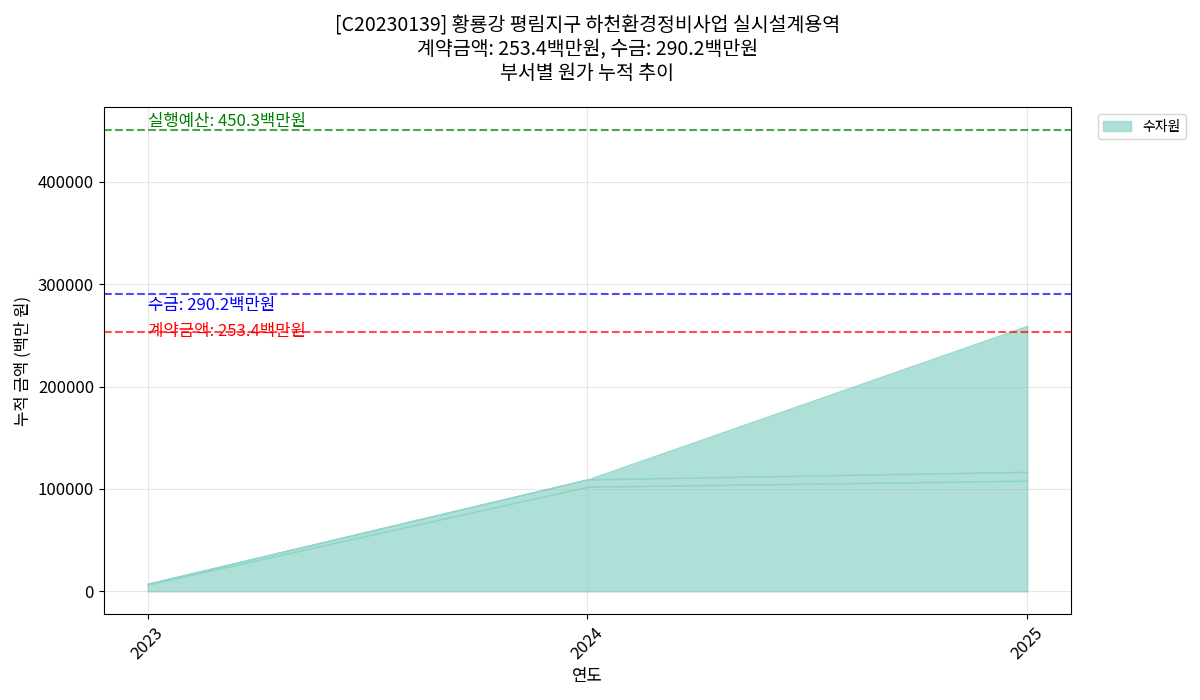 [C20230139] 황룡강 평림지구 하천환경정비사업 실시설계용역
계약금액: 253.4백만원, 수금: 290.2백만원
부서별 원가 누적 추이
실행예산: 450.3백만원
수자원
400000
300000
수금: 290.2백만원
계약금액: 253.4백만원
누적 금액 (백만 원)
200000
100000
0
2023
2024
2025
연도